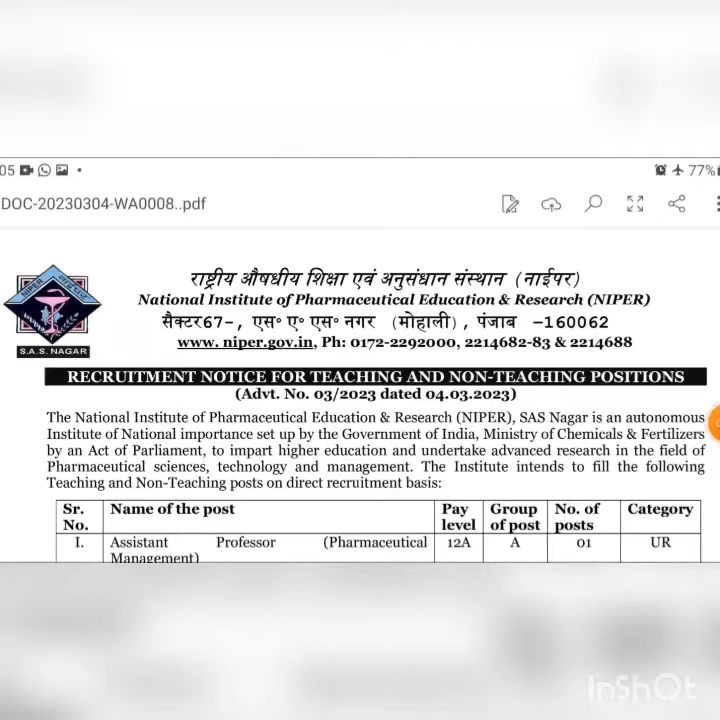 05
77%
DOC-20230304-WA0008..pdf
राष्ट्रीय औषधीय शिक्षा एवं अनुसंधान संस्थान (नाईपर)
National Institute of Pharmaceutical Education & Research (NIPER)
सैक्टर67-, एस॰ ए॰ एस॰ नगर (मोहाली), पंजाब –160062
www. niper.gov.in, Ph: 0172-2292000, 2214682-83 & 2214688
NIPER नाईपर
S.A.S. NAGAR
RECRUITMENT NOTICE FOR TEACHING AND NON-TEACHING POSITIONS
(Advt. No. 03/2023 dated 04.03.2023)
The National Institute of Pharmaceutical Education & Research (NIPER), SAS Nagar is an autonomous
Institute of National importance set up by the Government of India, Ministry of Chemicals & Fertilizers
by an Act of Parliament, to impart higher education and undertake advanced research in the field of
Pharmaceutical sciences, technology and management. The Institute intends to fill the following
Teaching and Non-Teaching posts on direct recruitment basis:
Sr. No. Name of the post Pay level Group of post No. of posts Category
I. Assistant Professor (Pharmaceutical 12A A 01 UR
Management)
InShOt